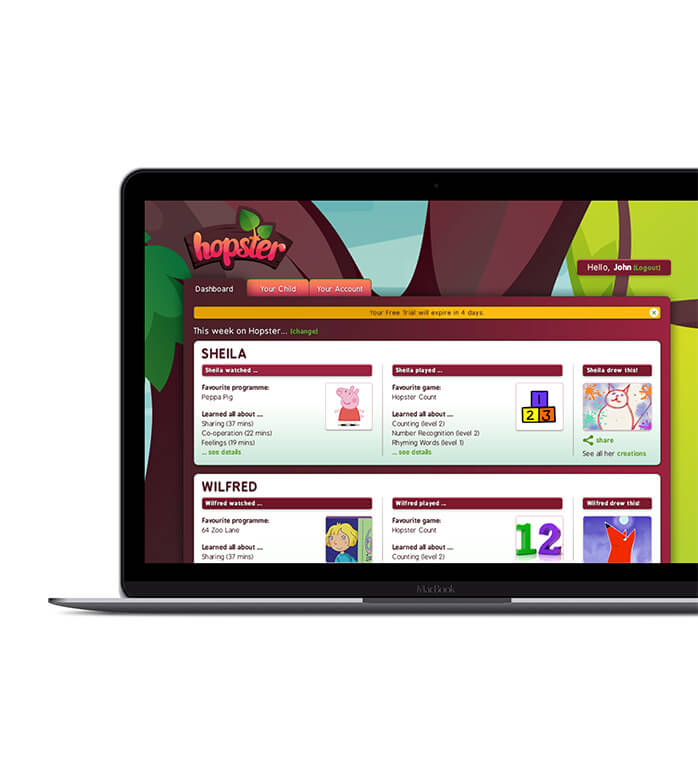 hopster
Hello, John (Logout)
Dashboard Your Child Your Account
Your Free Trial will expire in 4 days.
This week on Hopster... (change)
SHEILA
Sheila watched ...
Favourite programme:
Peppa Pig
Learned all about ...
Sharing (37 mins)
Co-operation (22 mins)
Feelings (19 mins)
... see details
Sheila played ...
Favourite game:
Hopster Count
1
2 3
Learned all about ...
Counting (level 2)
Number Recognition (level 2)
Rhyming Words (level 1)
... see details
Sheila drew this!
share
See all her creations
WILFRED
Wilfred watched ...
Favourite programme:
64 Zoo Lane
Learned all about ...
Sharing (37 mins)
Wilfred played ...
Favourite game:
Hopster Count
12
Learned all about ...
Counting (level 2)
Wilfred drew this!
MacBook